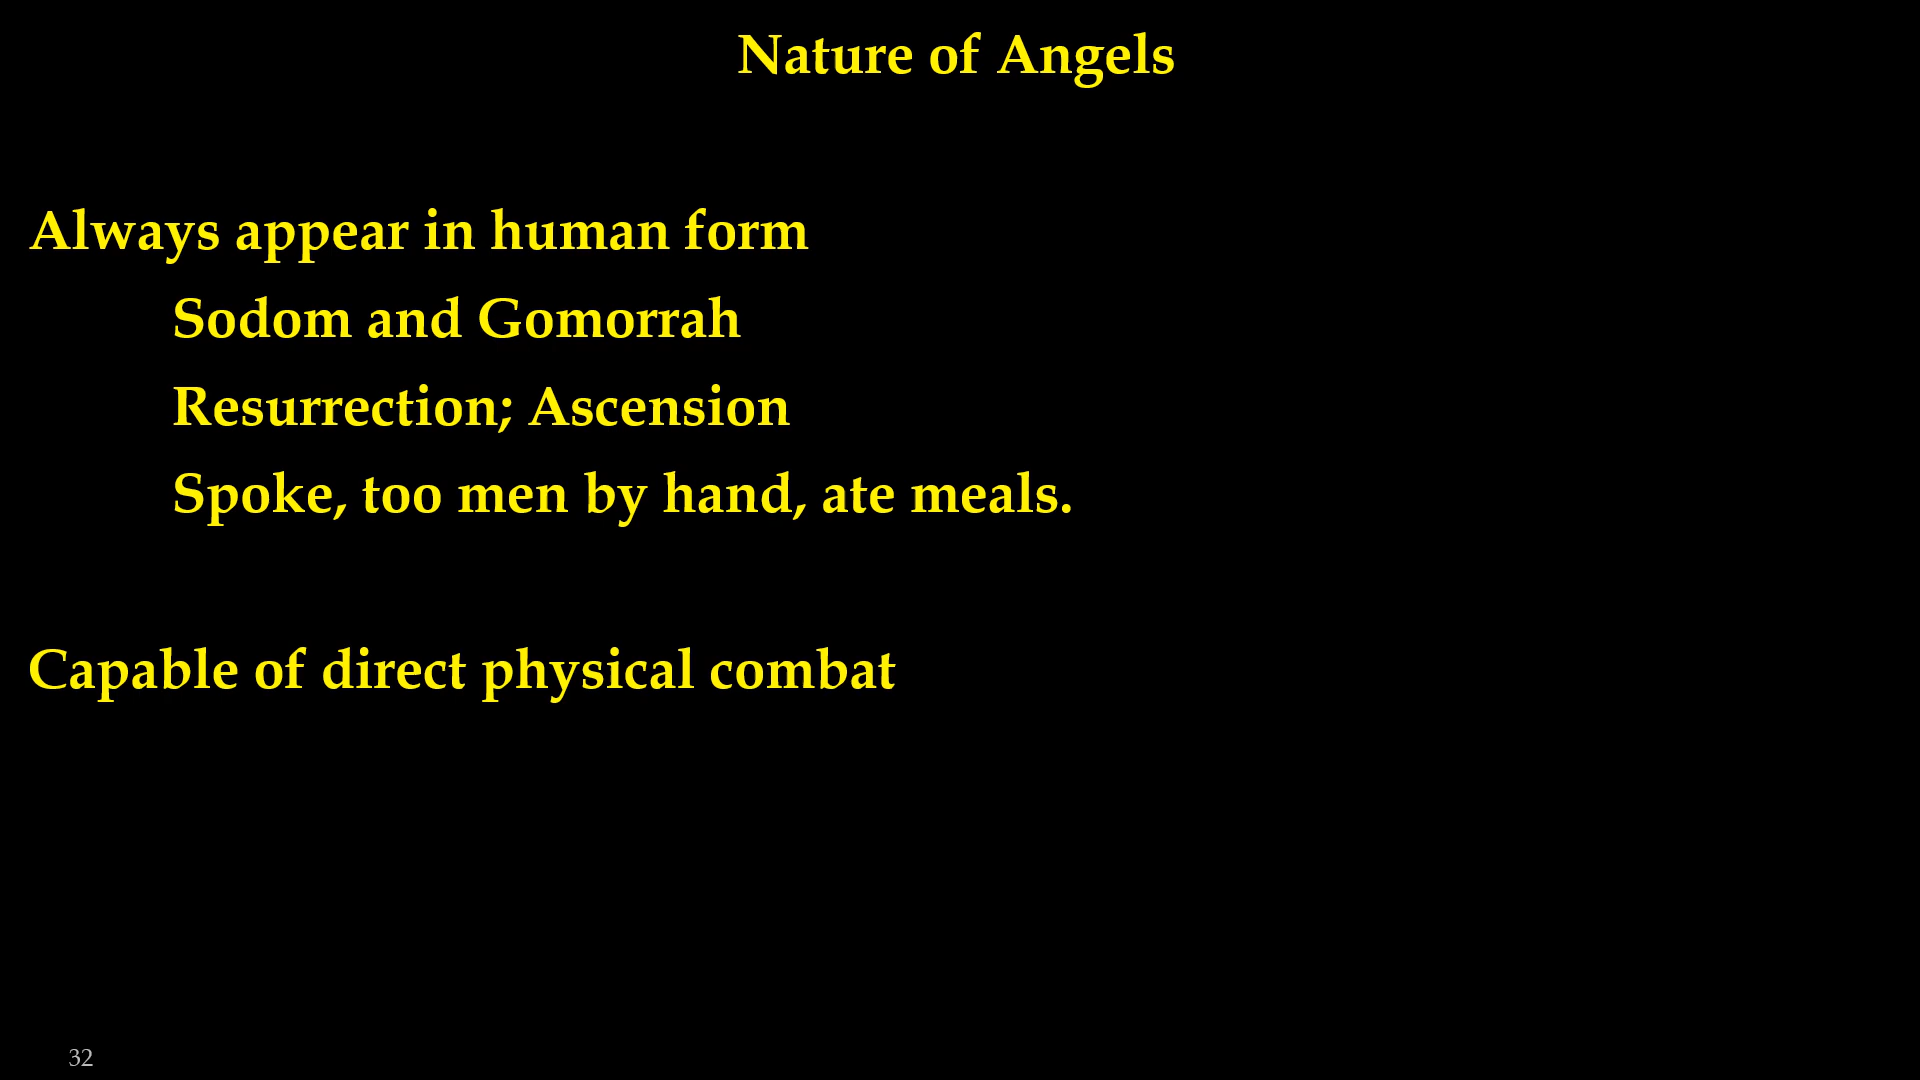 Nature of Angels
Always appear in human form
Sodom and Gomorrah
Resurrection; Ascension
Spoke, too men by hand, ate meals.
Capable of direct physical combat
32